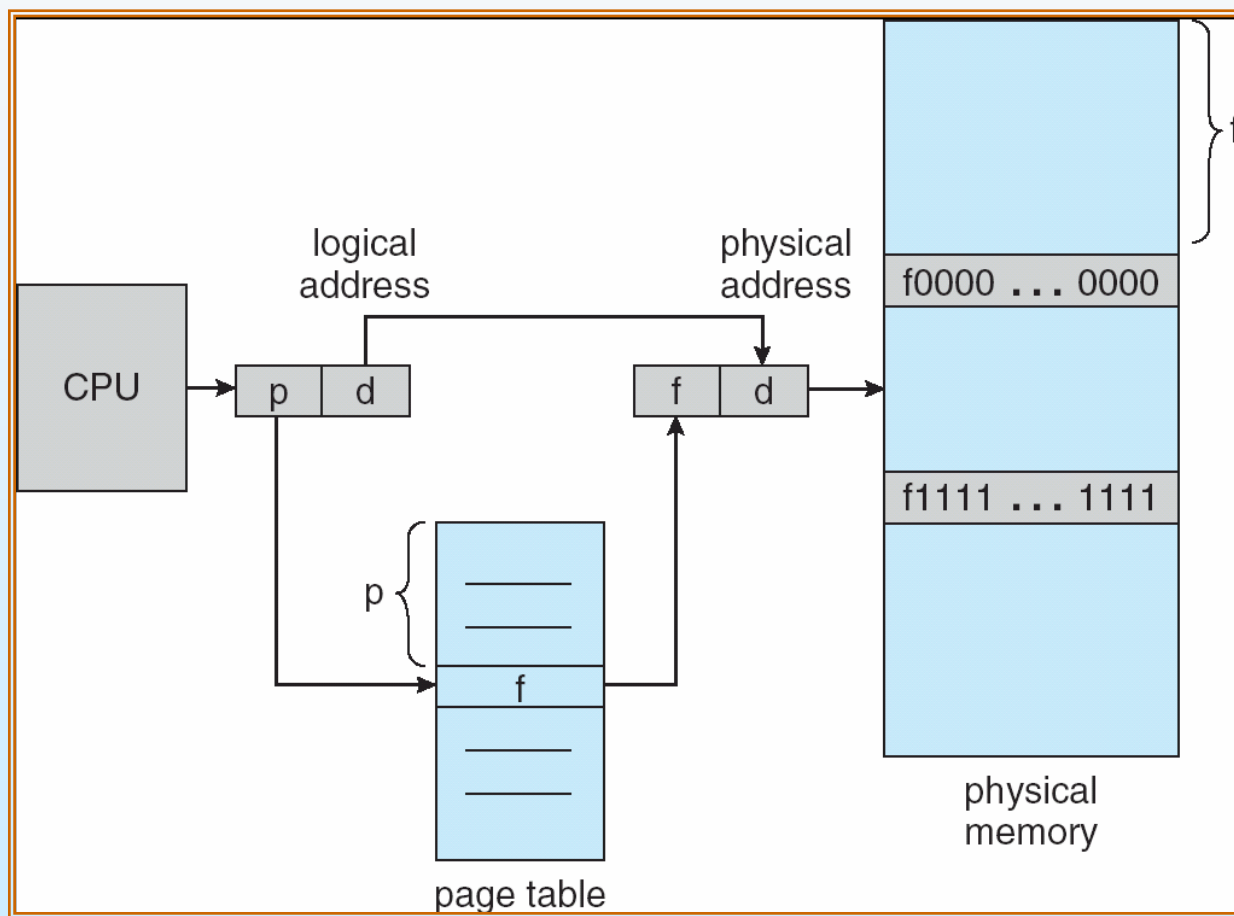 logical
address
physical
address
f
f0000 ... 0000
CPU
p
d
f
d
f1111 ... 1111
p
f
physical
memory
page table